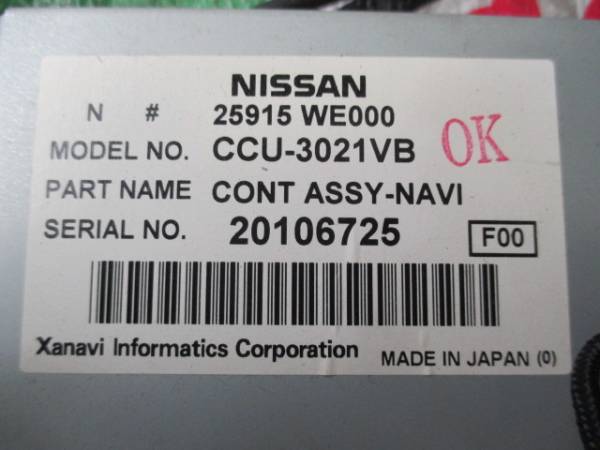 NISSAN
N # 25915 WE000
MODEL NO. CCU-3021VB OK
PART NAME CONT ASSY-NAVI
SERIAL NO. 20106725 F00
Xanavi Informatics Corporation MADE IN JAPAN (0)